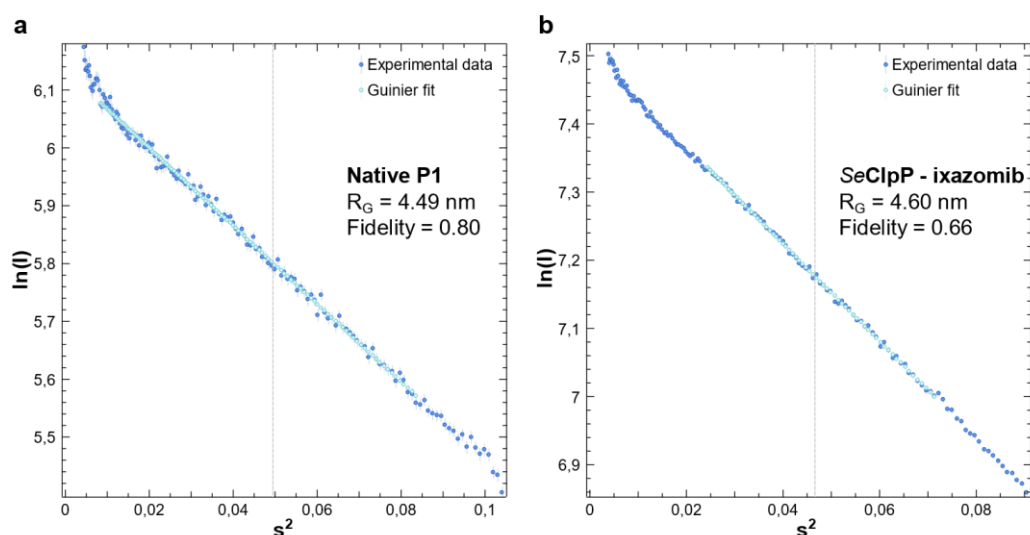 a
Experimental data
Guinier fit
Native P1
R_G = 4.49 nm
Fidelity = 0.80
ln(I)
6,1
6
5,9
5,8
5,7
5,6
5,5
0
0,02
0,04
0,06
0,08
0,1
s²
b
Experimental data
Guinier fit
SeClpP - ixazomib
R_G = 4.60 nm
Fidelity = 0.66
ln(I)
7,5
7,4
7,3
7,2
7,1
7
6,9
0
0,02
0,04
0,06
0,08
s²